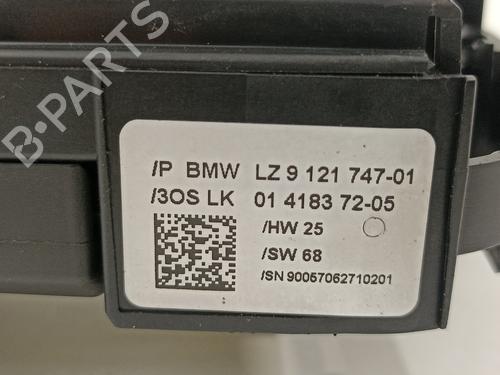 B-PARTS
/P BMW LZ 9 121 747-01
/3OS LK 01 4183 72-05
/HW 25
/SW 68
/SN 90057062710201